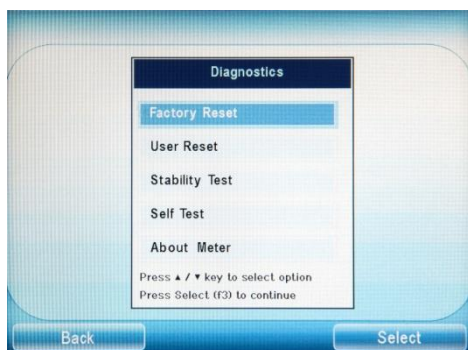 Diagnostics
Factory Reset
User Reset
Stability Test
Self Test
About Meter
Press ▲ / ▼ key to select option
Press Select (f3) to continue
Back
Select